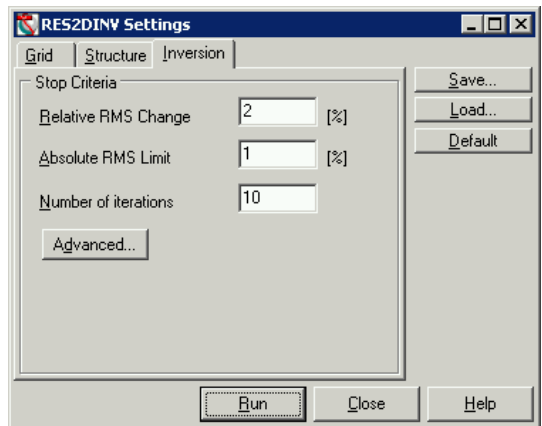 RES2DINV Settings
Grid Structure Inversion
Stop Criteria
Relative RMS Change 2 [%]
Absolute RMS Limit 1 [%]
Number of iterations 10
Advanced...
Save...
Load...
Default
Run Close Help